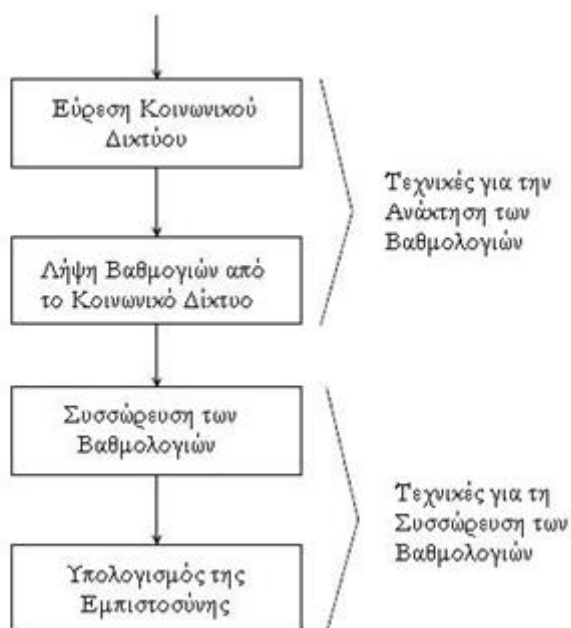 Εύρεση Κοινωνικού
Δικτύου
Λήψη Βαθμογιών από
το Κοινωνικό Δίκτυο
Τεχνικές για την
Ανάκτηση των
Βαθμολογιών
Συσσώρευση των
Βαθμολογιών
Υπολογισμός της
Εμπιστοσύνης
Τεχνικές για τη
Συσσώρευση των
Βαθμολογιών